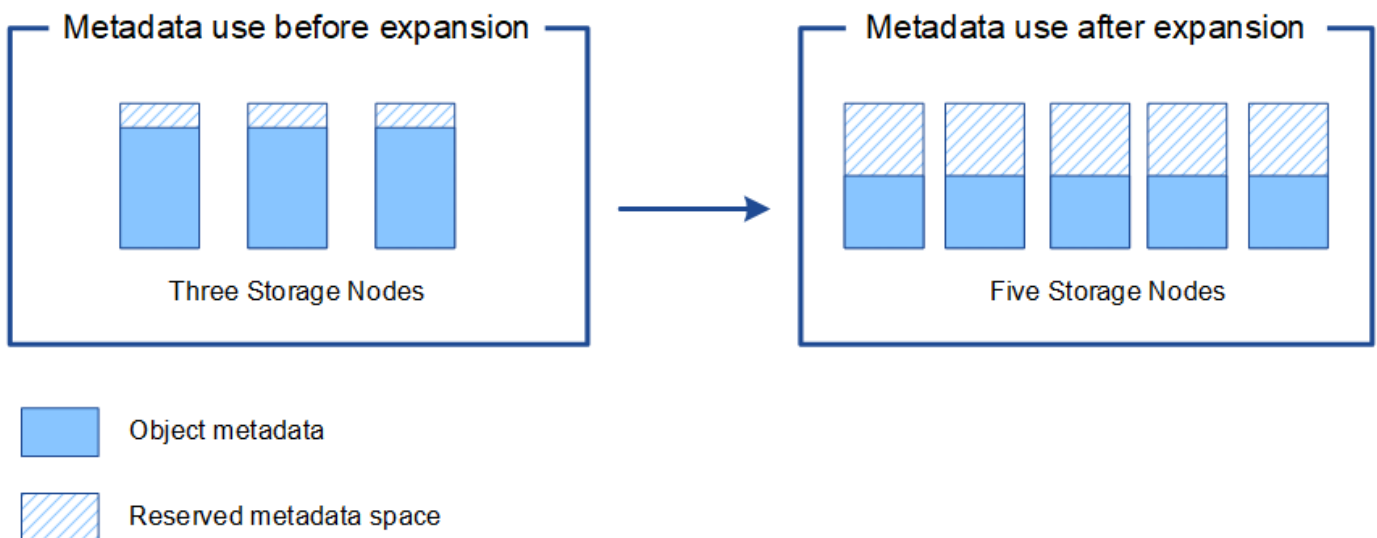 Metadata use before expansion
Metadata use after expansion
Three Storage Nodes
Five Storage Nodes
Object metadata
Reserved metadata space